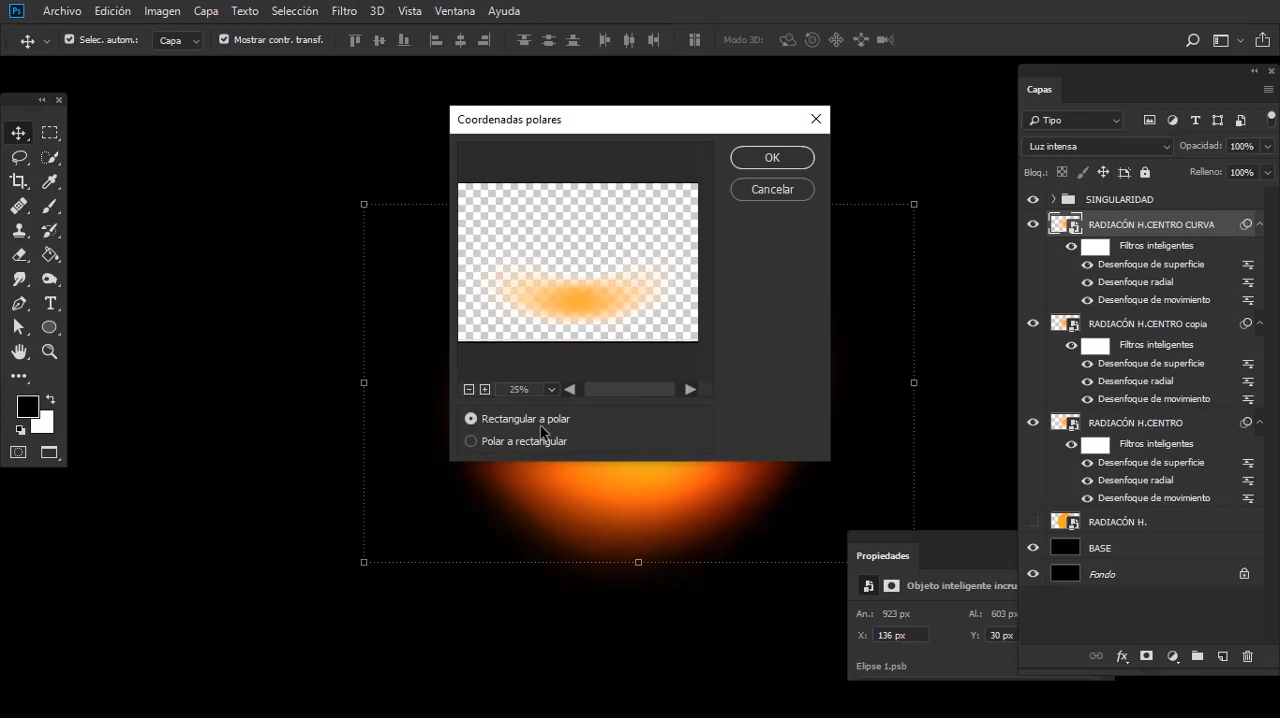 Ps Archivo Edición Imagen Capa Texto Selección Filtro 3D Vista Ventana Ayuda
Selec. autom.: Capa Mostrar contr. transf. Modo 3D:
Coordenadas polares
OK
Cancelar
25%
Rectangular a polar
Polar a rectangular
Capas
Tipo
Luz intensa Opacidad: 100%
Bloq.: Relleno: 100%
SINGULARIDAD
RADIACÓN H.CENTRO CURVA
Filtros inteligentes
Desenfoque de superficie
Desenfoque radial
Desenfoque de movimiento
RADIACÓN H.CENTRO copia
Filtros inteligentes
Desenfoque de superficie
Desenfoque radial
Desenfoque de movimiento
RADIACÓN H.CENTRO
Filtros inteligentes
Desenfoque de superficie
Desenfoque radial
Desenfoque de movimiento
RADIACÓN H.
BASE
Fondo
fx
Propiedades
Objeto inteligente incru
An.: 923 px Al.: 603 px
X: 136 px Y: 30 px
Elipse 1.psb